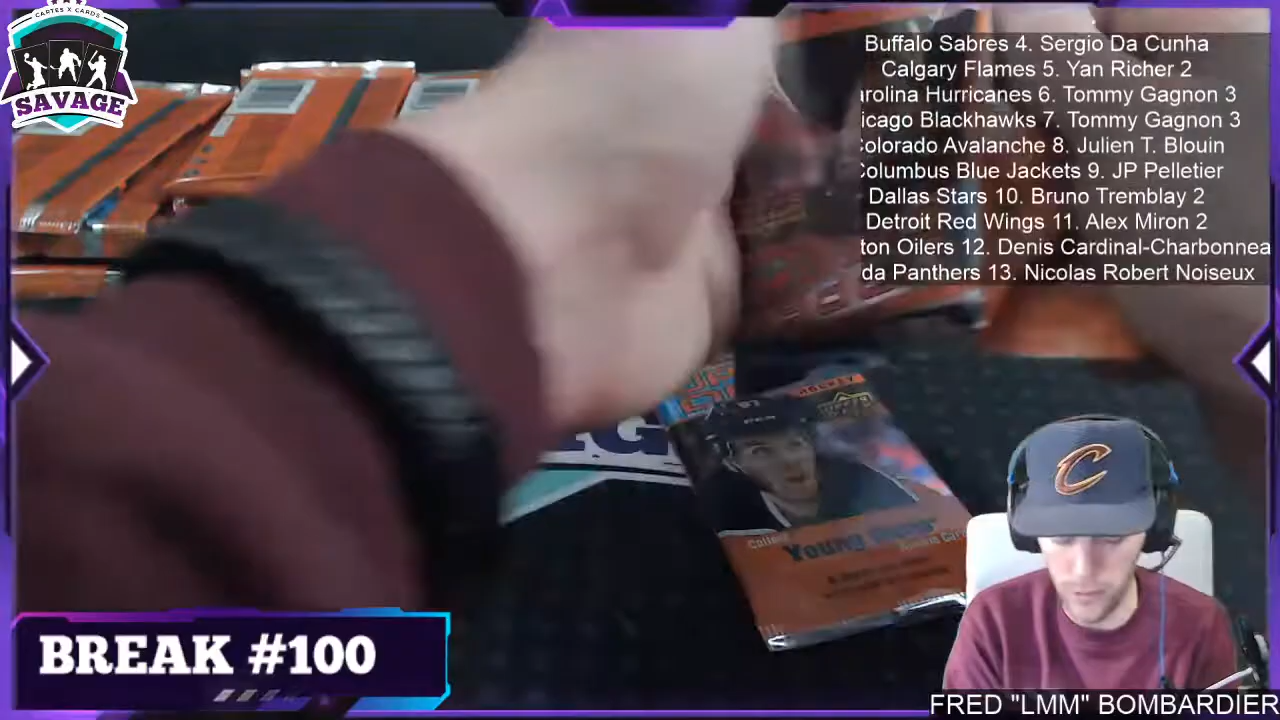 CARTES X CARDS
SAVAGE
Buffalo Sabres 4. Sergio Da Cunha
Calgary Flames 5. Yan Richer 2
arolina Hurricanes 6. Tommy Gagnon 3
icago Blackhawks 7. Tommy Gagnon 3
Colorado Avalanche 8. Julien T. Blouin
Columbus Blue Jackets 9. JP Pelletier
Dallas Stars 10. Bruno Tremblay 2
Detroit Red Wings 11. Alex Miron 2
ton Oilers 12. Denis Cardinal-Charbonnea
da Panthers 13. Nicolas Robert Noiseux
HOCKEY
Young
C
BREAK #100
FRED "LMM" BOMBARDIER